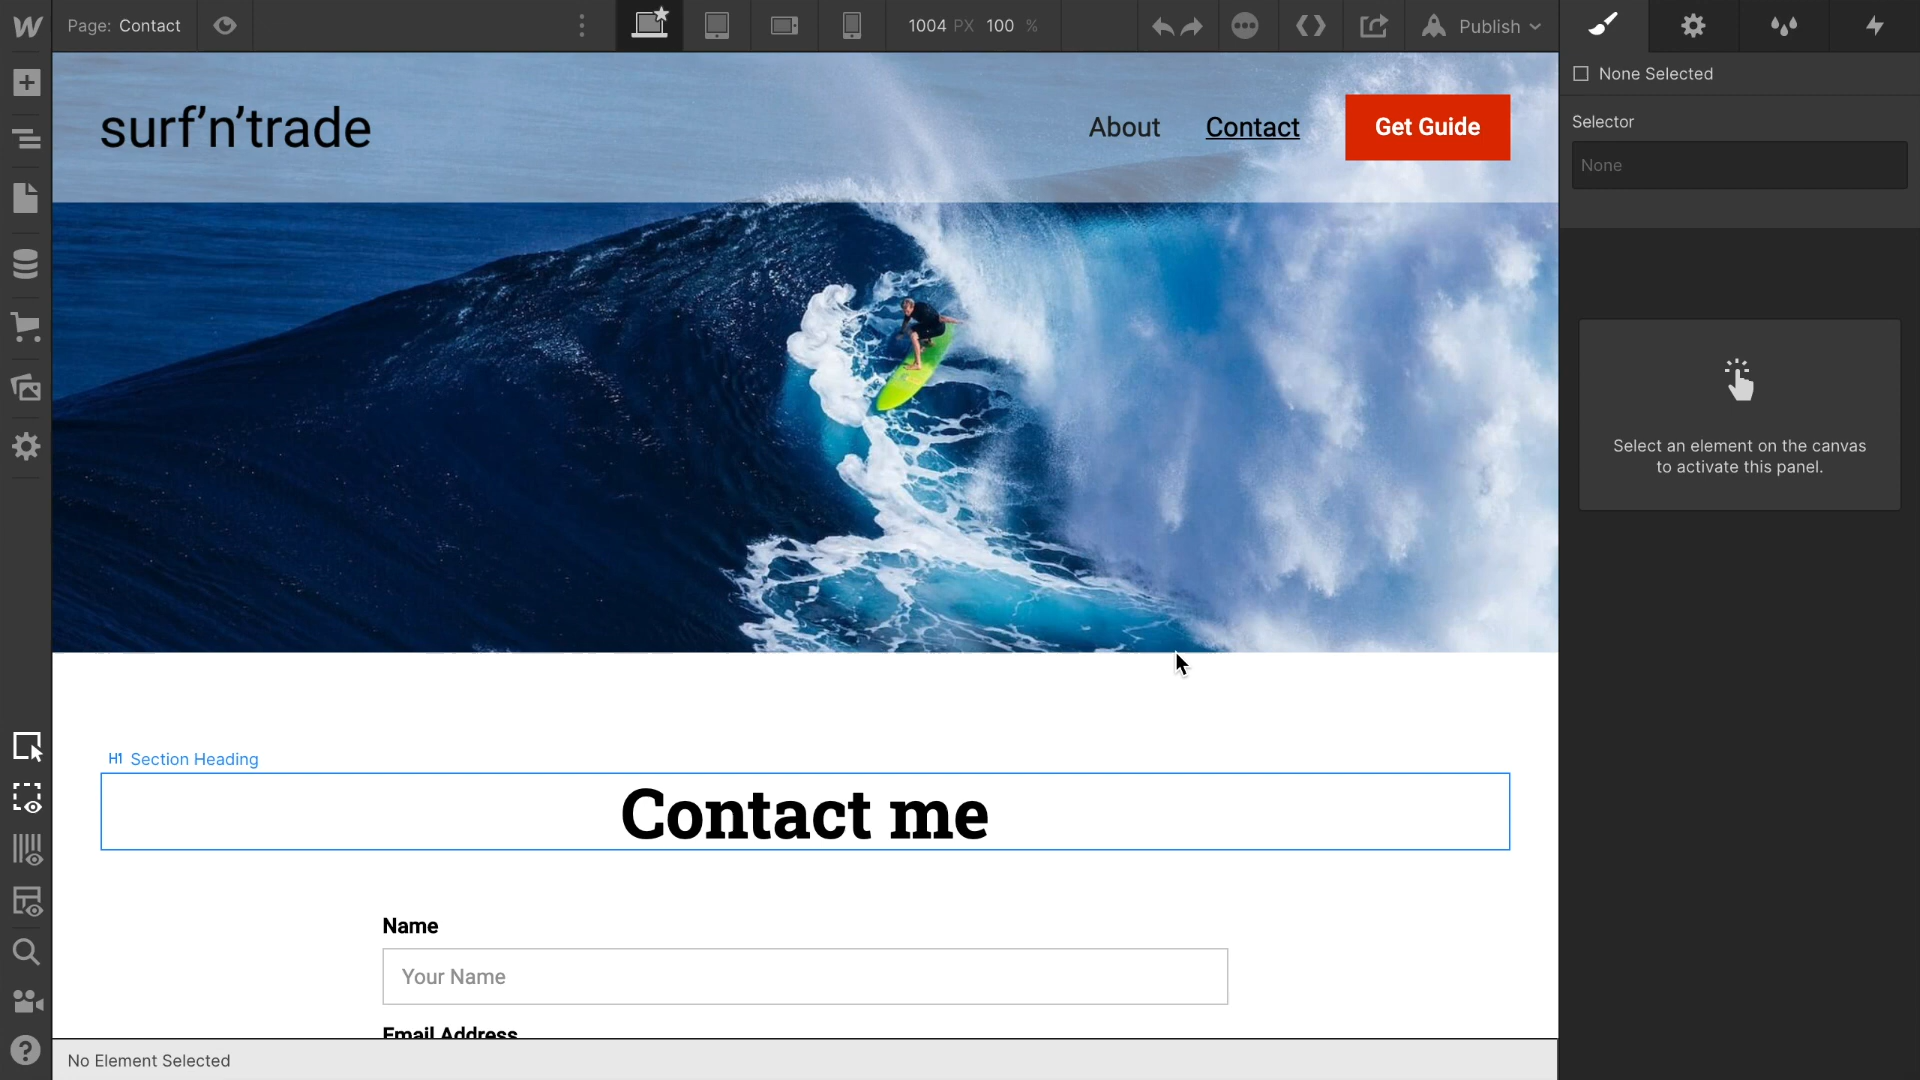 Page: Contact
1004 PX 100 %
Publish
None Selected
Selector
None
Select an element on the canvas
to activate this panel.
surf’n’trade
About
Contact
Get Guide
H1 Section Heading
Contact me
Name
Your Name
Email Address
No Element Selected